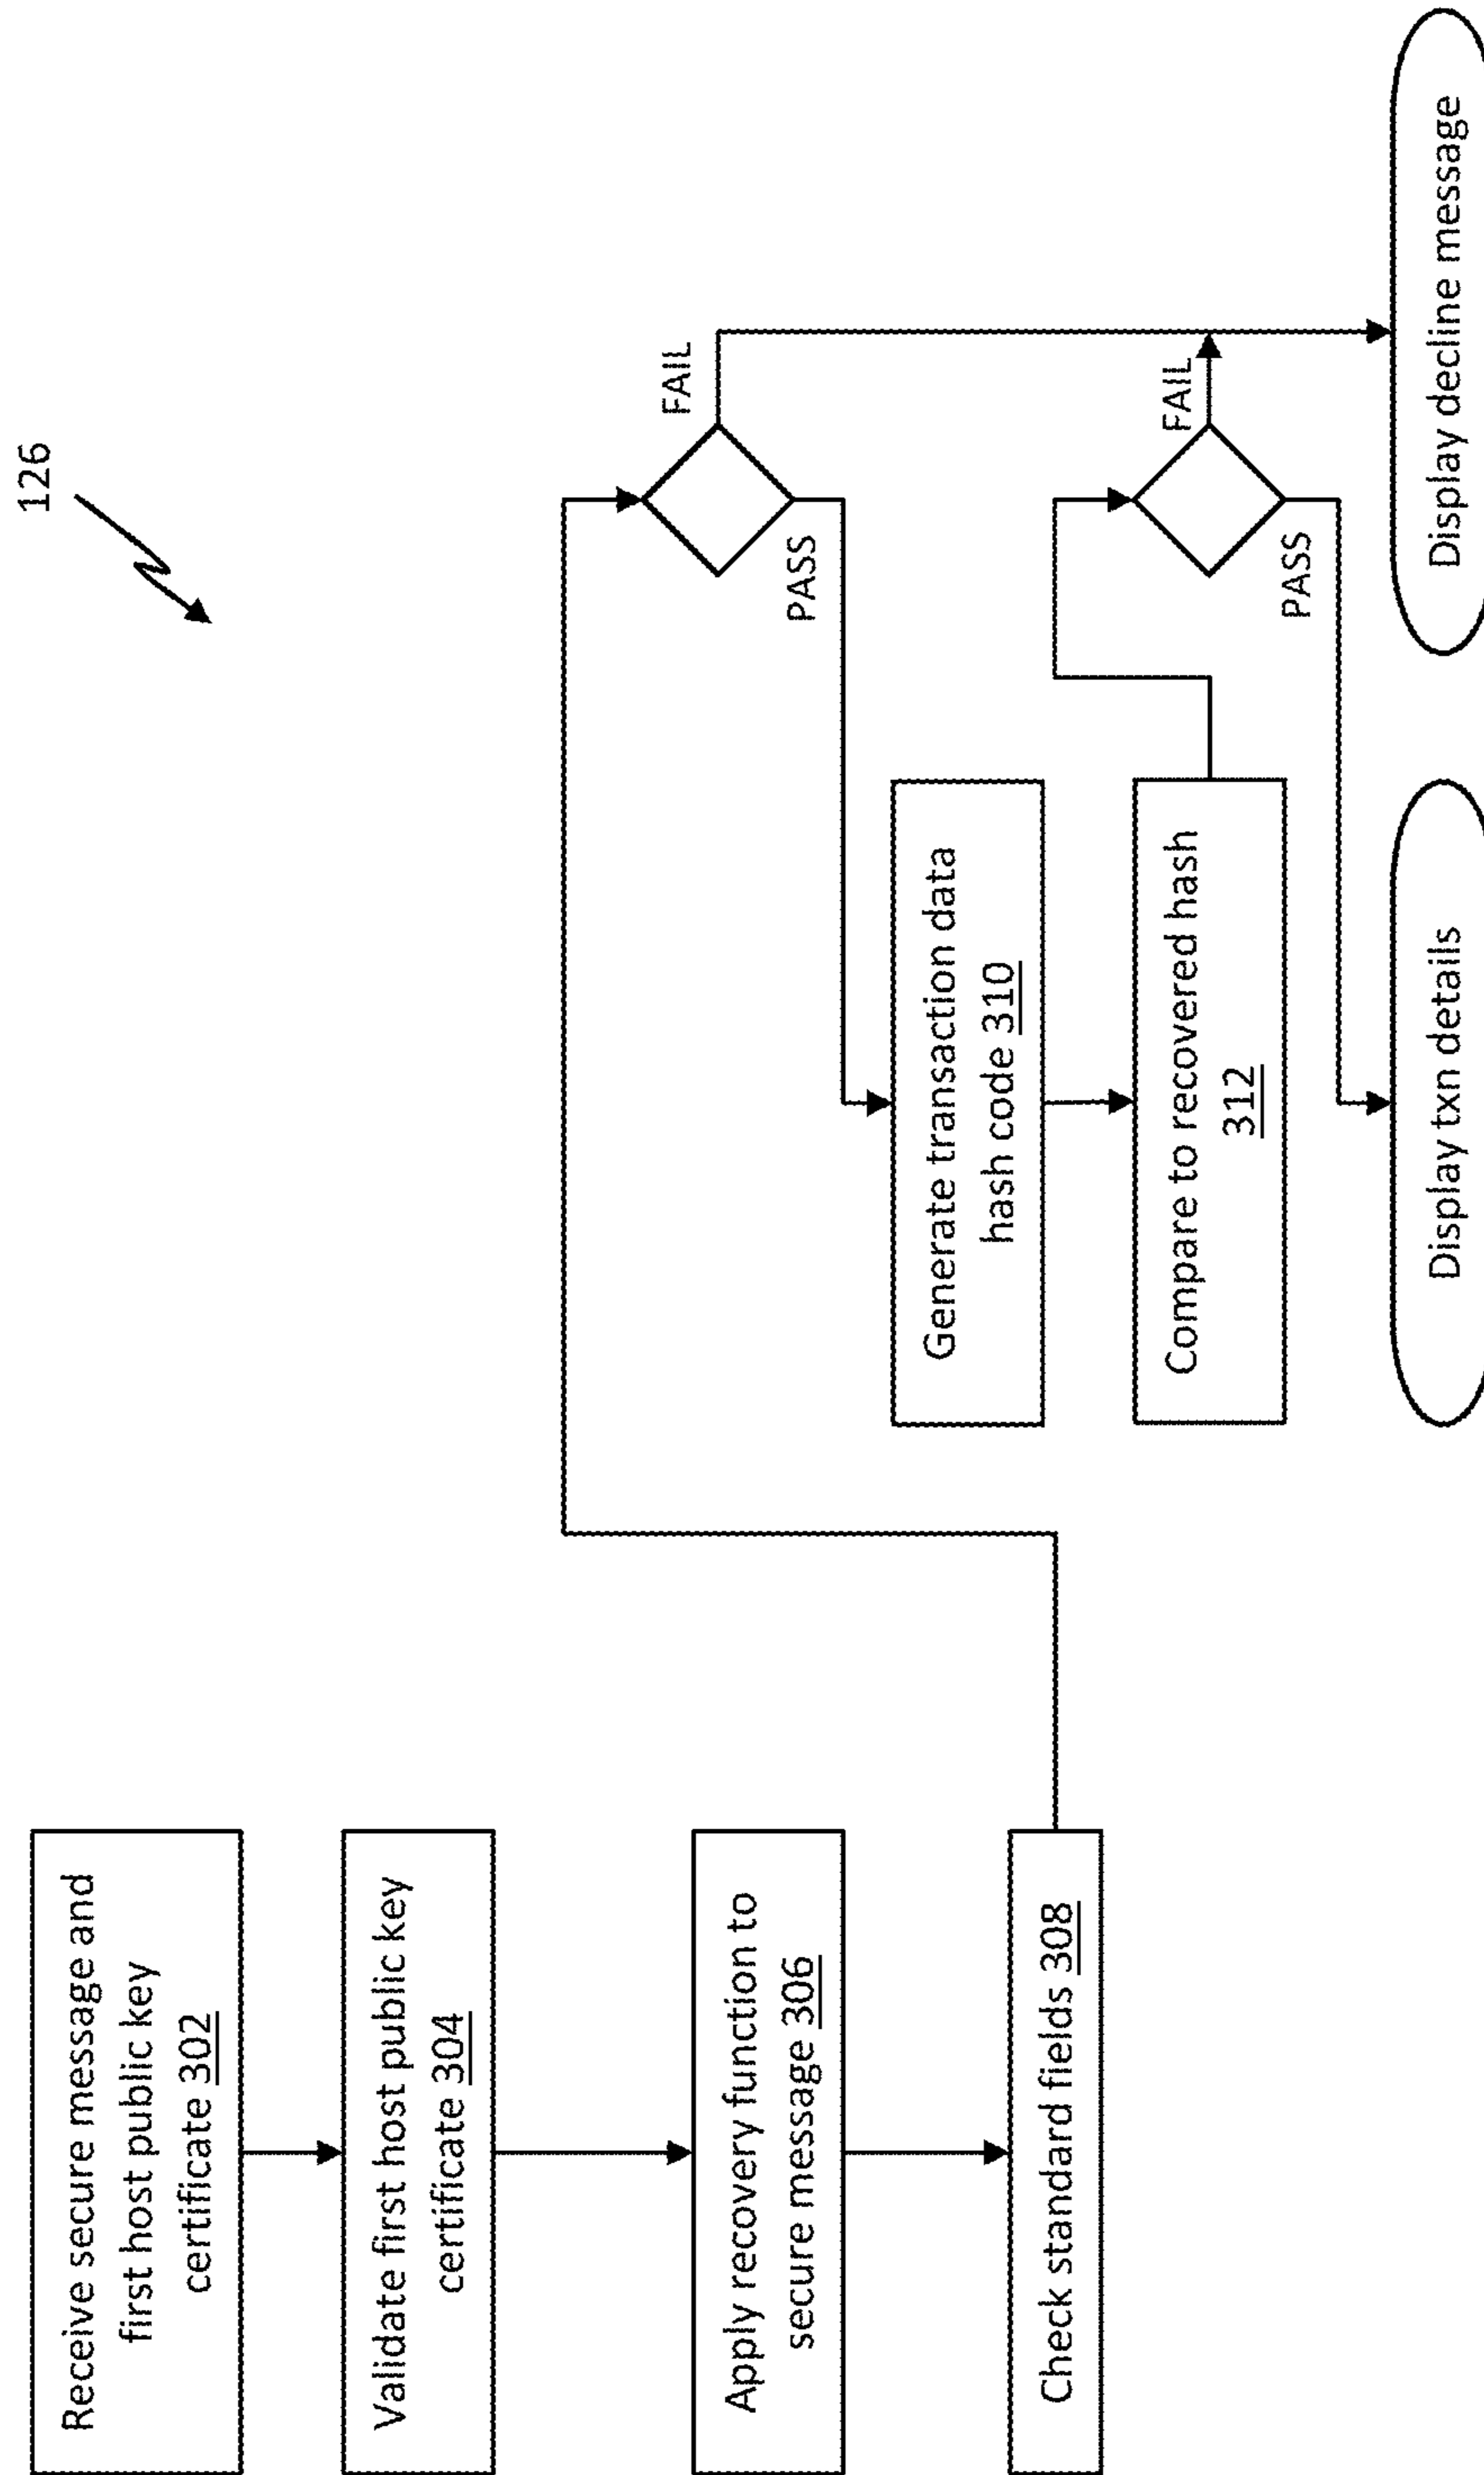 126
Receive secure message and
first host public key
certificate 302
Validate first host public key
certificate 304
Apply recovery function to
secure message 306
Check standard fields 308
FAIL
PASS
Generate transaction data
hash code 310
Compare to recovered hash
312
FAIL
PASS
Display txn details
Display decline message